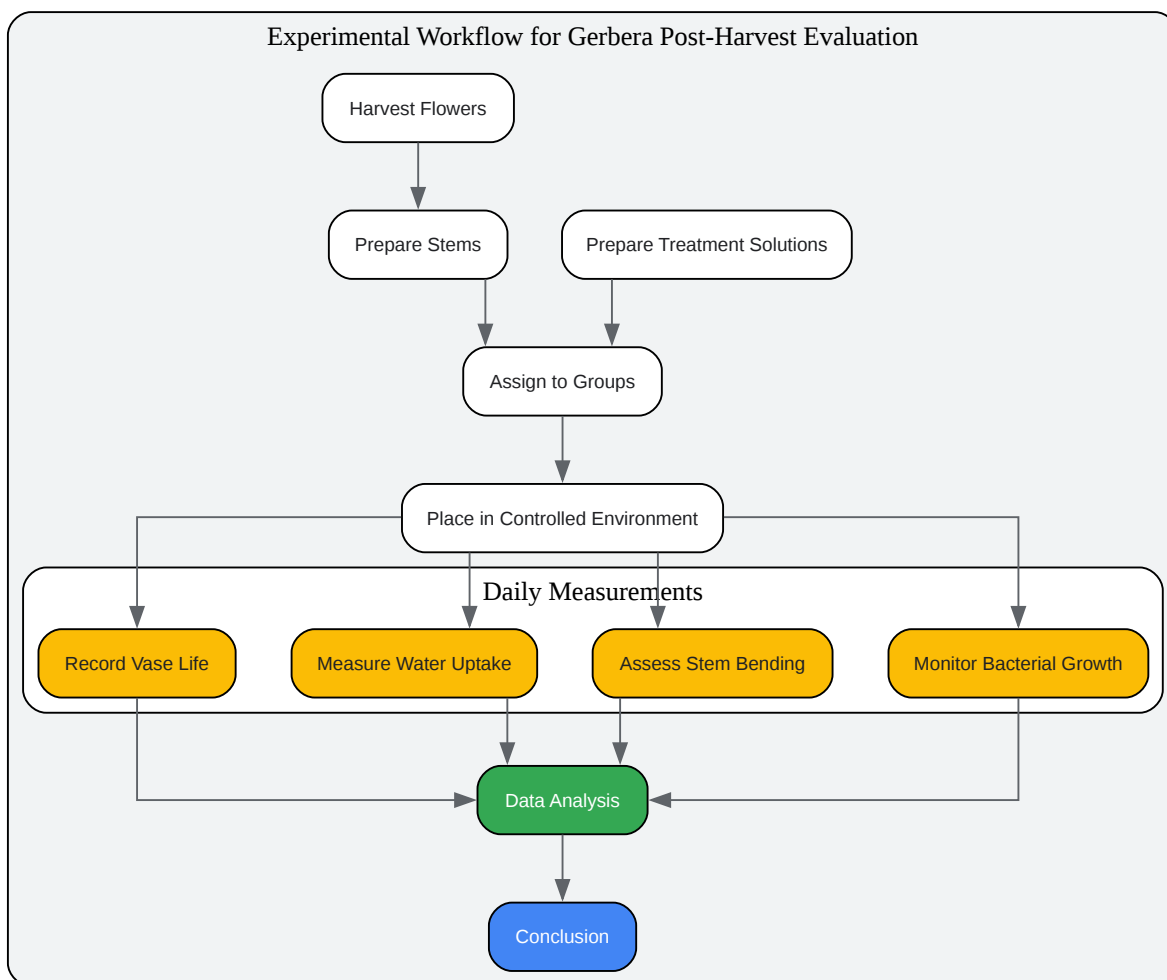 Experimental Workflow for Gerbera Post-Harvest Evaluation
Harvest Flowers
Prepare Stems
Prepare Treatment Solutions
Assign to Groups
Place in Controlled Environment
Daily Measurements
Record Vase Life
Measure Water Uptake
Assess Stem Bending
Monitor Bacterial Growth
Data Analysis
Conclusion